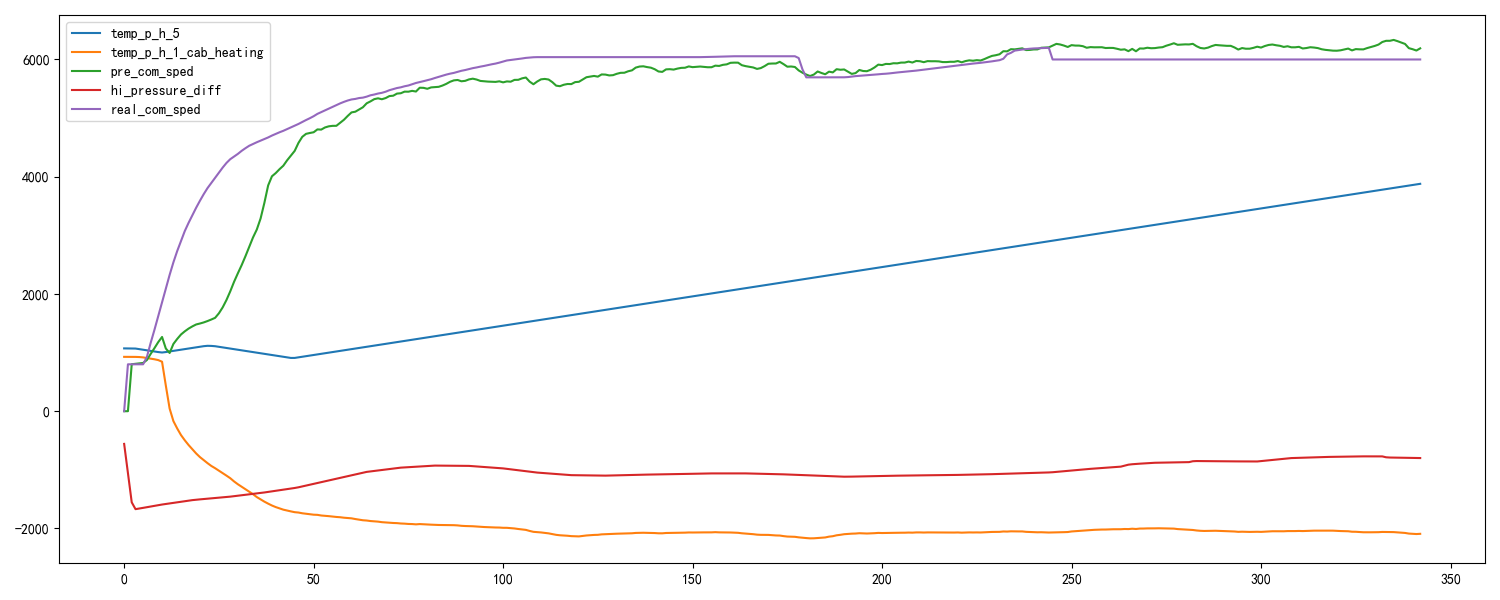 temp_p_h_5
temp_p_h_1_cab_heating
pre_com_sped
hi_pressure_diff
real_com_sped
6000
4000
2000
0
−2000
0 50 100 150 200 250 300 350